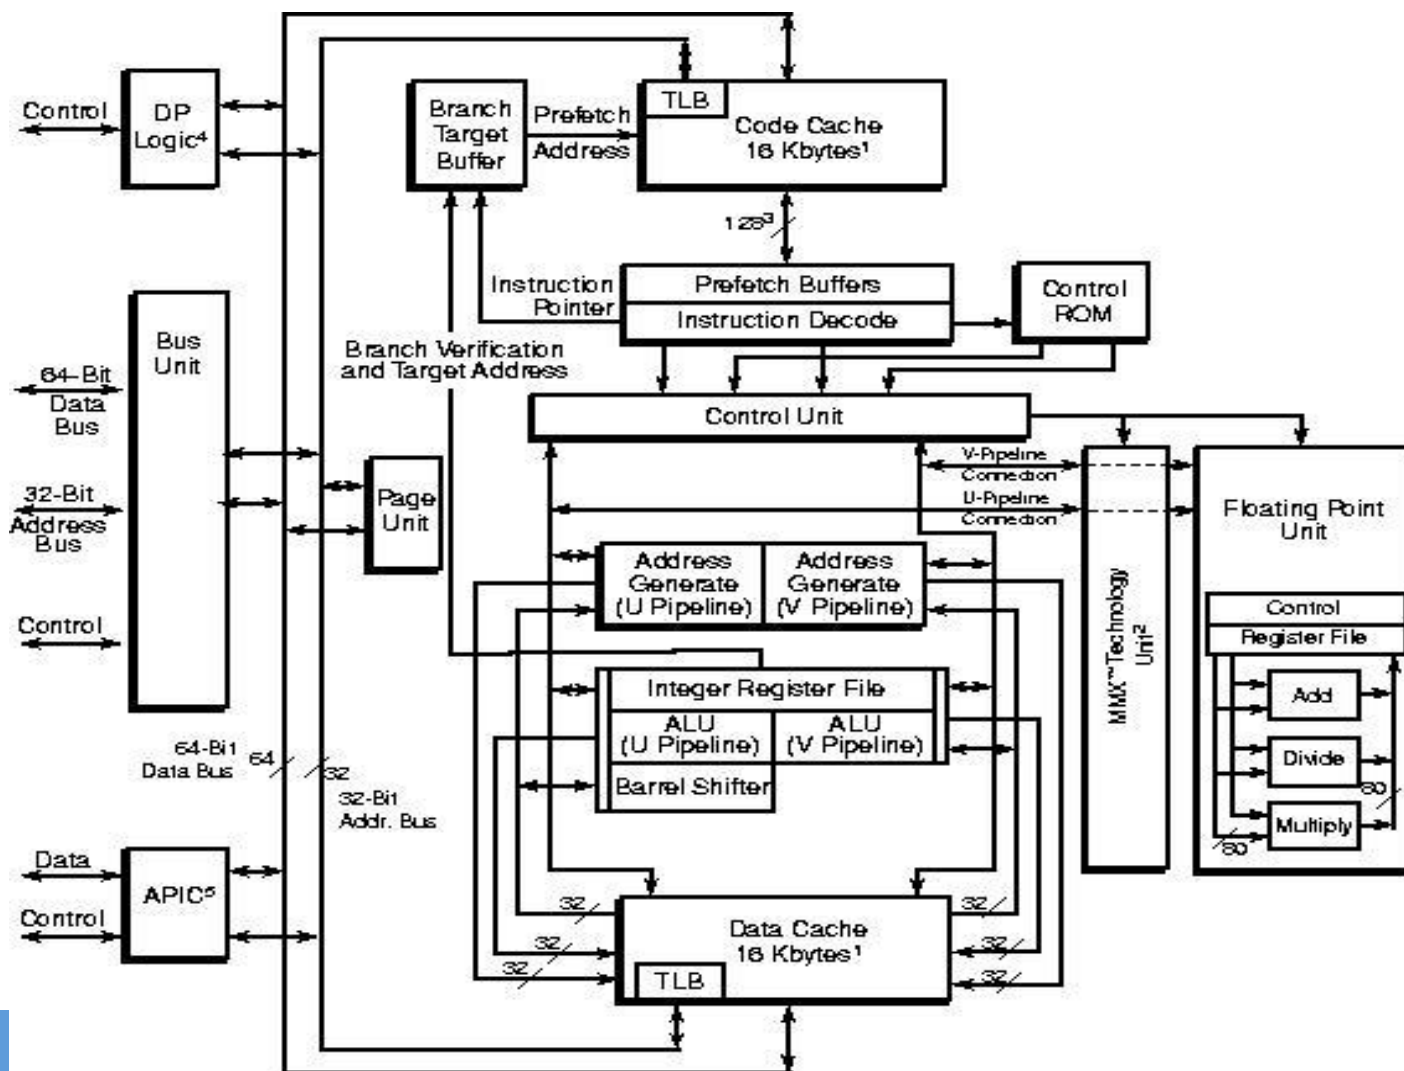 Control
DP
Logic⁴
Branch
Target
Buffer
Prefetch
Address
TLB
Code Cache
16 Kbytes¹
128³
Instruction
Pointer
Prefetch Buffers
Instruction Decode
Control
ROM
Branch Verification
and Target Address
Control Unit
Bus
Unit
64-Bit
Data
Bus
32-Bit
Address
Bus
Control
Page
Unit
V-Pipeline
Connection
U-Pipeline
Connection
MMX™ Technology
Unit²
Floating Point
Unit
Control
Register File
Add
Divide
Multiply
80
80
Address
Generate
(U Pipeline)
Address
Generate
(V Pipeline)
Integer Register File
ALU
(U Pipeline)
ALU
(V Pipeline)
Barrel Shifter
64-Bit
Data Bus
64
32
32-Bit
Addr. Bus
Data
Control
APIC⁵
32
32
32
32
32
32
Data Cache
16 Kbytes¹
TLB